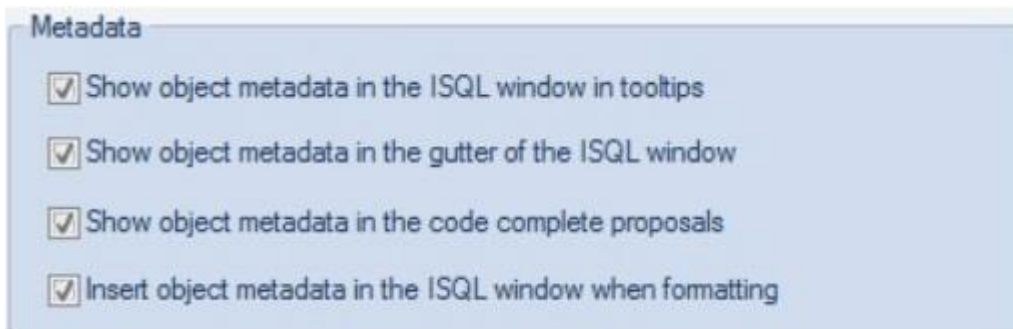 Metadata
Show object metadata in the ISQL window in tooltips
Show object metadata in the gutter of the ISQL window
Show object metadata in the code complete proposals
Insert object metadata in the ISQL window when formatting